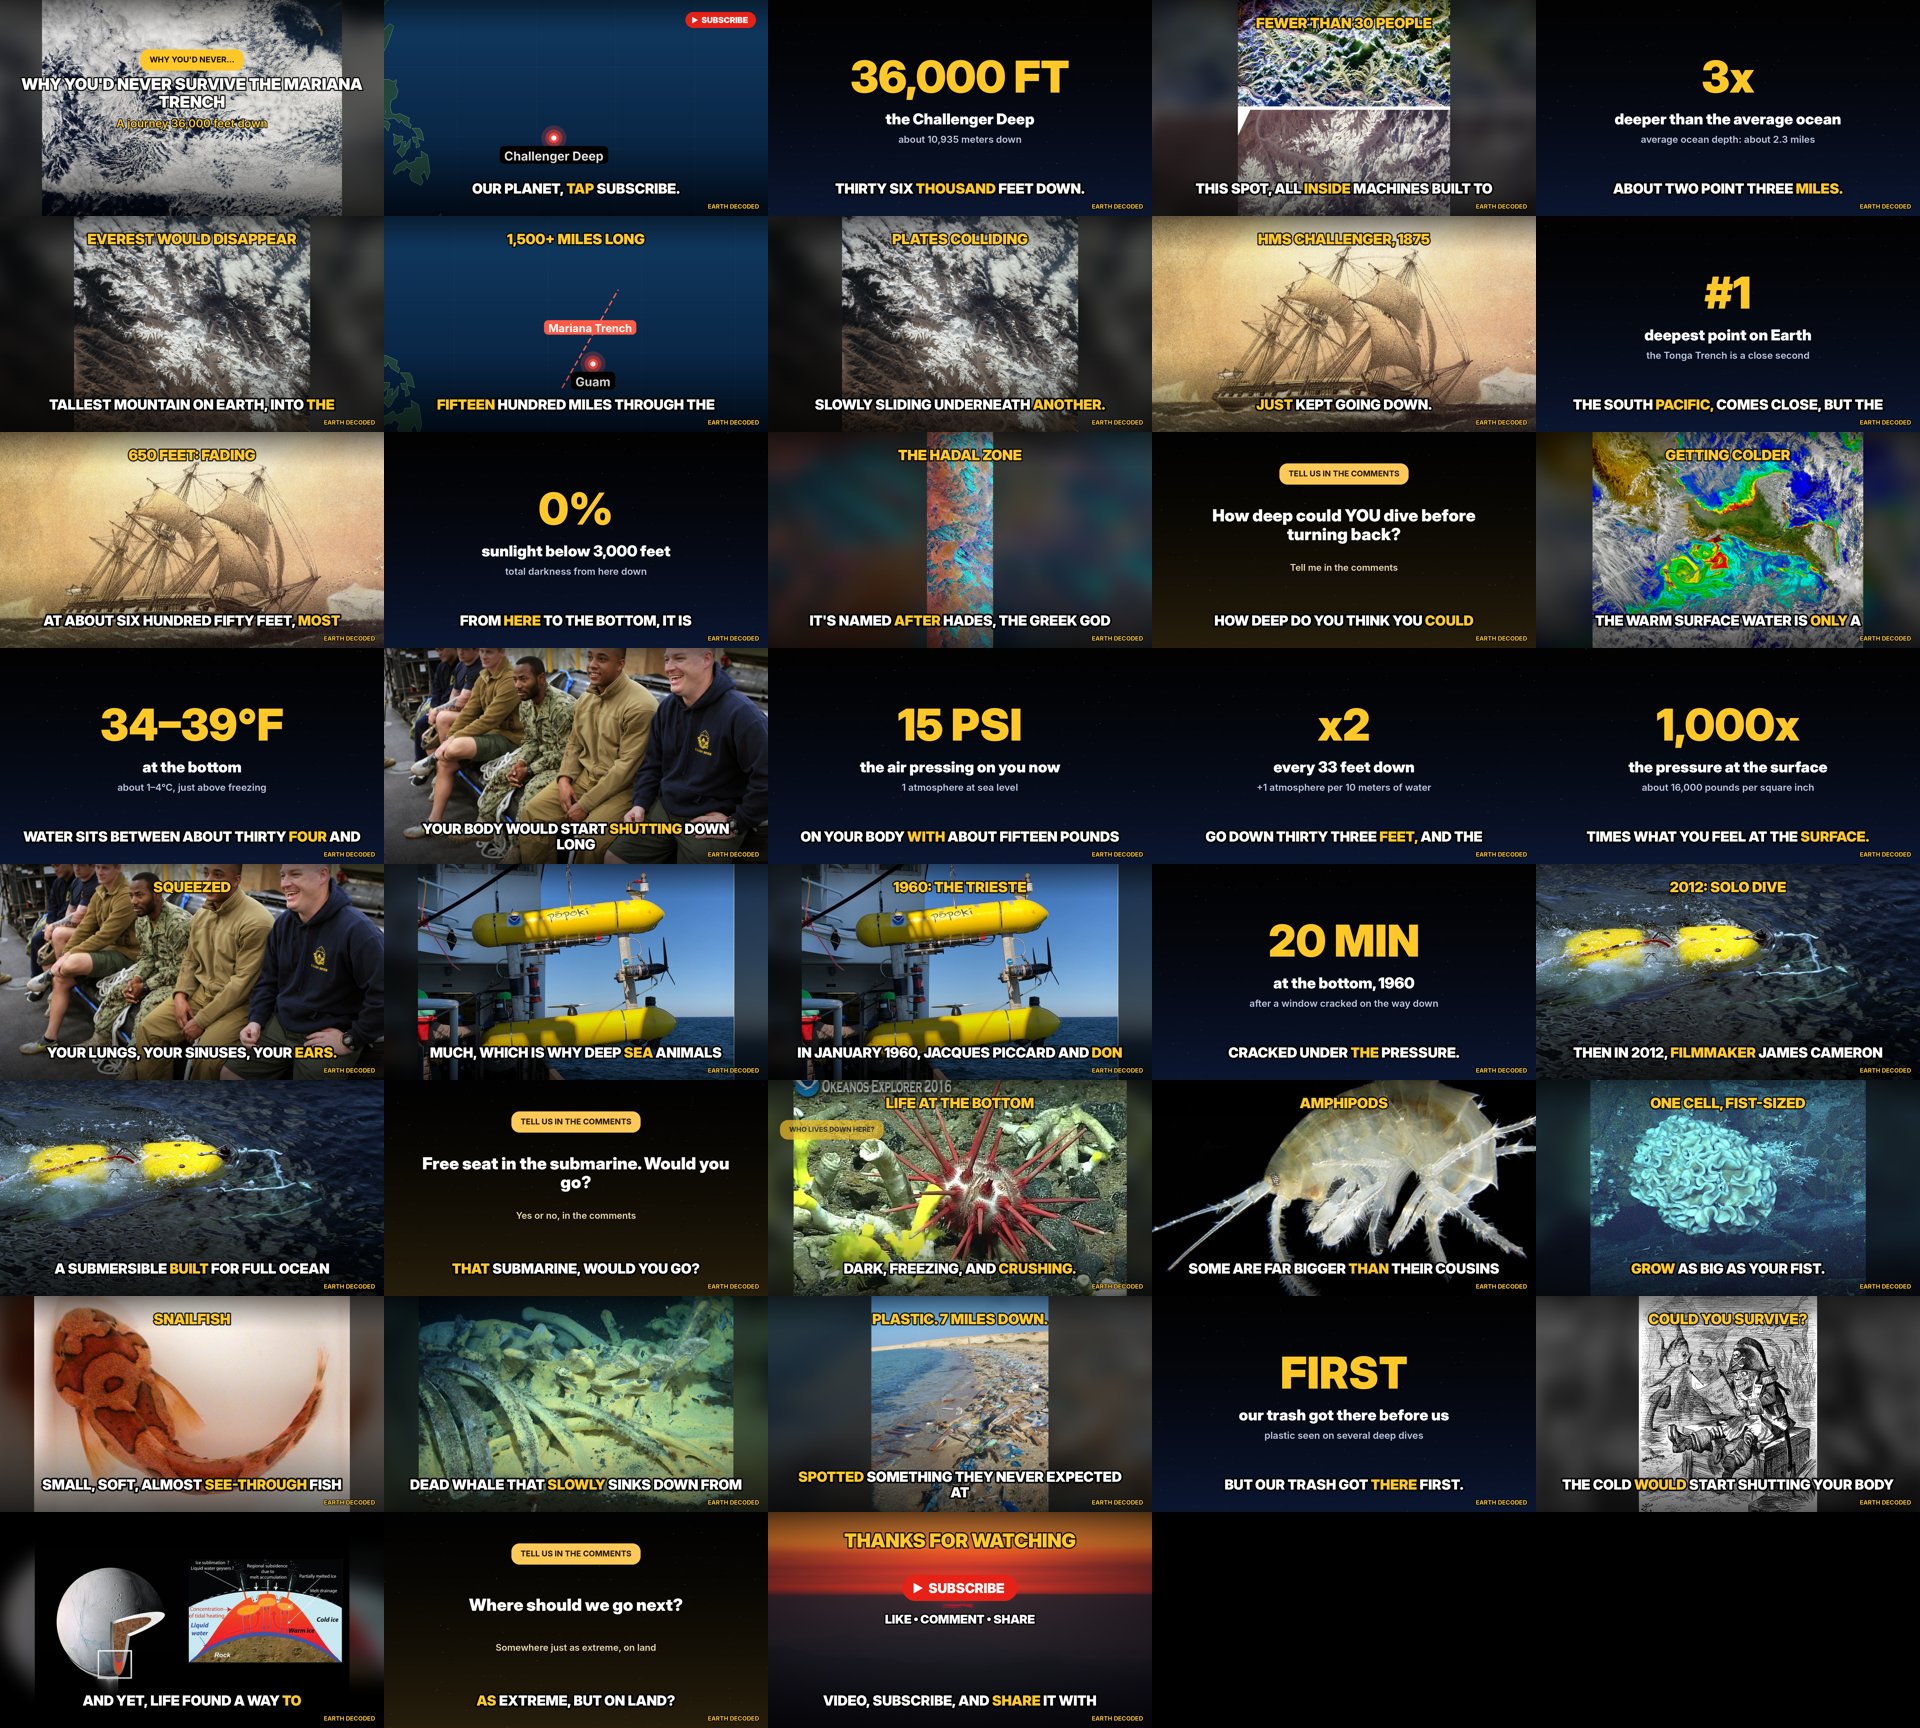 WHY YOU'D NEVER...
WHY YOU'D NEVER SURVIVE THE MARIANA
TRENCH
A journey 36,000 feet down
SUBSCRIBE
Challenger Deep
OUR PLANET, TAP SUBSCRIBE.
EARTH DECODED
36,000 FT
the Challenger Deep
about 10,935 meters down
THIRTY SIX THOUSAND FEET DOWN.
EARTH DECODED
FEWER THAN 30 PEOPLE
THIS SPOT, ALL INSIDE MACHINES BUILT TO
EARTH DECODED
3x
deeper than the average ocean
average ocean depth: about 2.3 miles
ABOUT TWO POINT THREE MILES.
EARTH DECODED
EVEREST WOULD DISAPPEAR
TALLEST MOUNTAIN ON EARTH, INTO THE
EARTH DECODED
1,500+ MILES LONG
Mariana Trench
Guam
FIFTEEN HUNDRED MILES THROUGH THE
EARTH DECODED
PLATES COLLIDING
SLOWLY SLIDING UNDERNEATH ANOTHER.
EARTH DECODED
HMS CHALLENGER, 1875
JUST KEPT GOING DOWN.
EARTH DECODED
#1
deepest point on Earth
the Tonga Trench is a close second
THE SOUTH PACIFIC, COMES CLOSE, BUT THE
EARTH DECODED
650 FEET: FADING
AT ABOUT SIX HUNDRED FIFTY FEET, MOST
EARTH DECODED
0%
sunlight below 3,000 feet
total darkness from here down
FROM HERE TO THE BOTTOM, IT IS
EARTH DECODED
THE HADAL ZONE
IT'S NAMED AFTER HADES, THE GREEK GOD
EARTH DECODED
TELL US IN THE COMMENTS
How deep could YOU dive before
turning back?
Tell me in the comments
HOW DEEP DO YOU THINK YOU COULD
EARTH DECODED
GETTING COLDER
THE WARM SURFACE WATER IS ONLY A
EARTH DECODED
34–39°F
at the bottom
about 1–4°C, just above freezing
WATER SITS BETWEEN ABOUT THIRTY FOUR AND
EARTH DECODED
YOUR BODY WOULD START SHUTTING DOWN
LONG
EARTH DECODED
15 PSI
the air pressing on you now
1 atmosphere at sea level
ON YOUR BODY WITH ABOUT FIFTEEN POUNDS
EARTH DECODED
x2
every 33 feet down
+1 atmosphere per 10 meters of water
GO DOWN THIRTY THREE FEET, AND THE
EARTH DECODED
1,000x
the pressure at the surface
about 16,000 pounds per square inch
TIMES WHAT YOU FEEL AT THE SURFACE.
EARTH DECODED
SQUEEZED
YOUR LUNGS, YOUR SINUSES, YOUR EARS.
EARTH DECODED
popoki
MUCH, WHICH IS WHY DEEP SEA ANIMALS
EARTH DECODED
1960: THE TRIESTE
popoki
IN JANUARY 1960, JACQUES PICCARD AND DON
EARTH DECODED
20 MIN
at the bottom, 1960
after a window cracked on the way down
CRACKED UNDER THE PRESSURE.
EARTH DECODED
2012: SOLO DIVE
THEN IN 2012, FILMMAKER JAMES CAMERON
EARTH DECODED
A SUBMERSIBLE BUILT FOR FULL OCEAN
EARTH DECODED
TELL US IN THE COMMENTS
Free seat in the submarine. Would you
go?
Yes or no, in the comments
THAT SUBMARINE, WOULD YOU GO?
EARTH DECODED
OKEANOS EXPLORER 2016
LIFE AT THE BOTTOM
WHO LIVES DOWN HERE?
DARK, FREEZING, AND CRUSHING.
EARTH DECODED
AMPHIPODS
SOME ARE FAR BIGGER THAN THEIR COUSINS
EARTH DECODED
ONE CELL, FIST-SIZED
GROW AS BIG AS YOUR FIST.
EARTH DECODED
SNAILFISH
SMALL, SOFT, ALMOST SEE-THROUGH FISH
EARTH DECODED
DEAD WHALE THAT SLOWLY SINKS DOWN FROM
EARTH DECODED
PLASTIC. 7 MILES DOWN.
SPOTTED SOMETHING THEY NEVER EXPECTED
AT
EARTH DECODED
FIRST
our trash got there before us
plastic seen on several deep dives
BUT OUR TRASH GOT THERE FIRST.
EARTH DECODED
COULD YOU SURVIVE?
THE COLD WOULD START SHUTTING YOUR BODY
EARTH DECODED
Ice sublimation ?
Liquid water geysers ?
Regional subsidence
due to
melt accumulation
Partially melted ice
Melt drainage
Concentration
of tidal heating
Cold ice
Liquid
water
Warm ice
Rock
AND YET, LIFE FOUND A WAY TO
EARTH DECODED
TELL US IN THE COMMENTS
Where should we go next?
Somewhere just as extreme, on land
AS EXTREME, BUT ON LAND?
EARTH DECODED
THANKS FOR WATCHING
SUBSCRIBE
LIKE • COMMENT • SHARE
VIDEO, SUBSCRIBE, AND SHARE IT WITH
EARTH DECODED